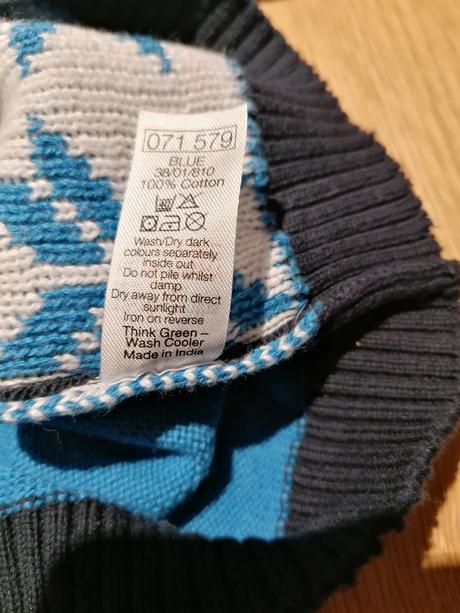 071 579
BLUE
38/01/810
100% Cotton
Wash/Dry dark
colours separately
inside out
Do not pile whilst
damp
Dry away from direct
sunlight
Iron on reverse
Think Green –
Wash Cooler
Made in India